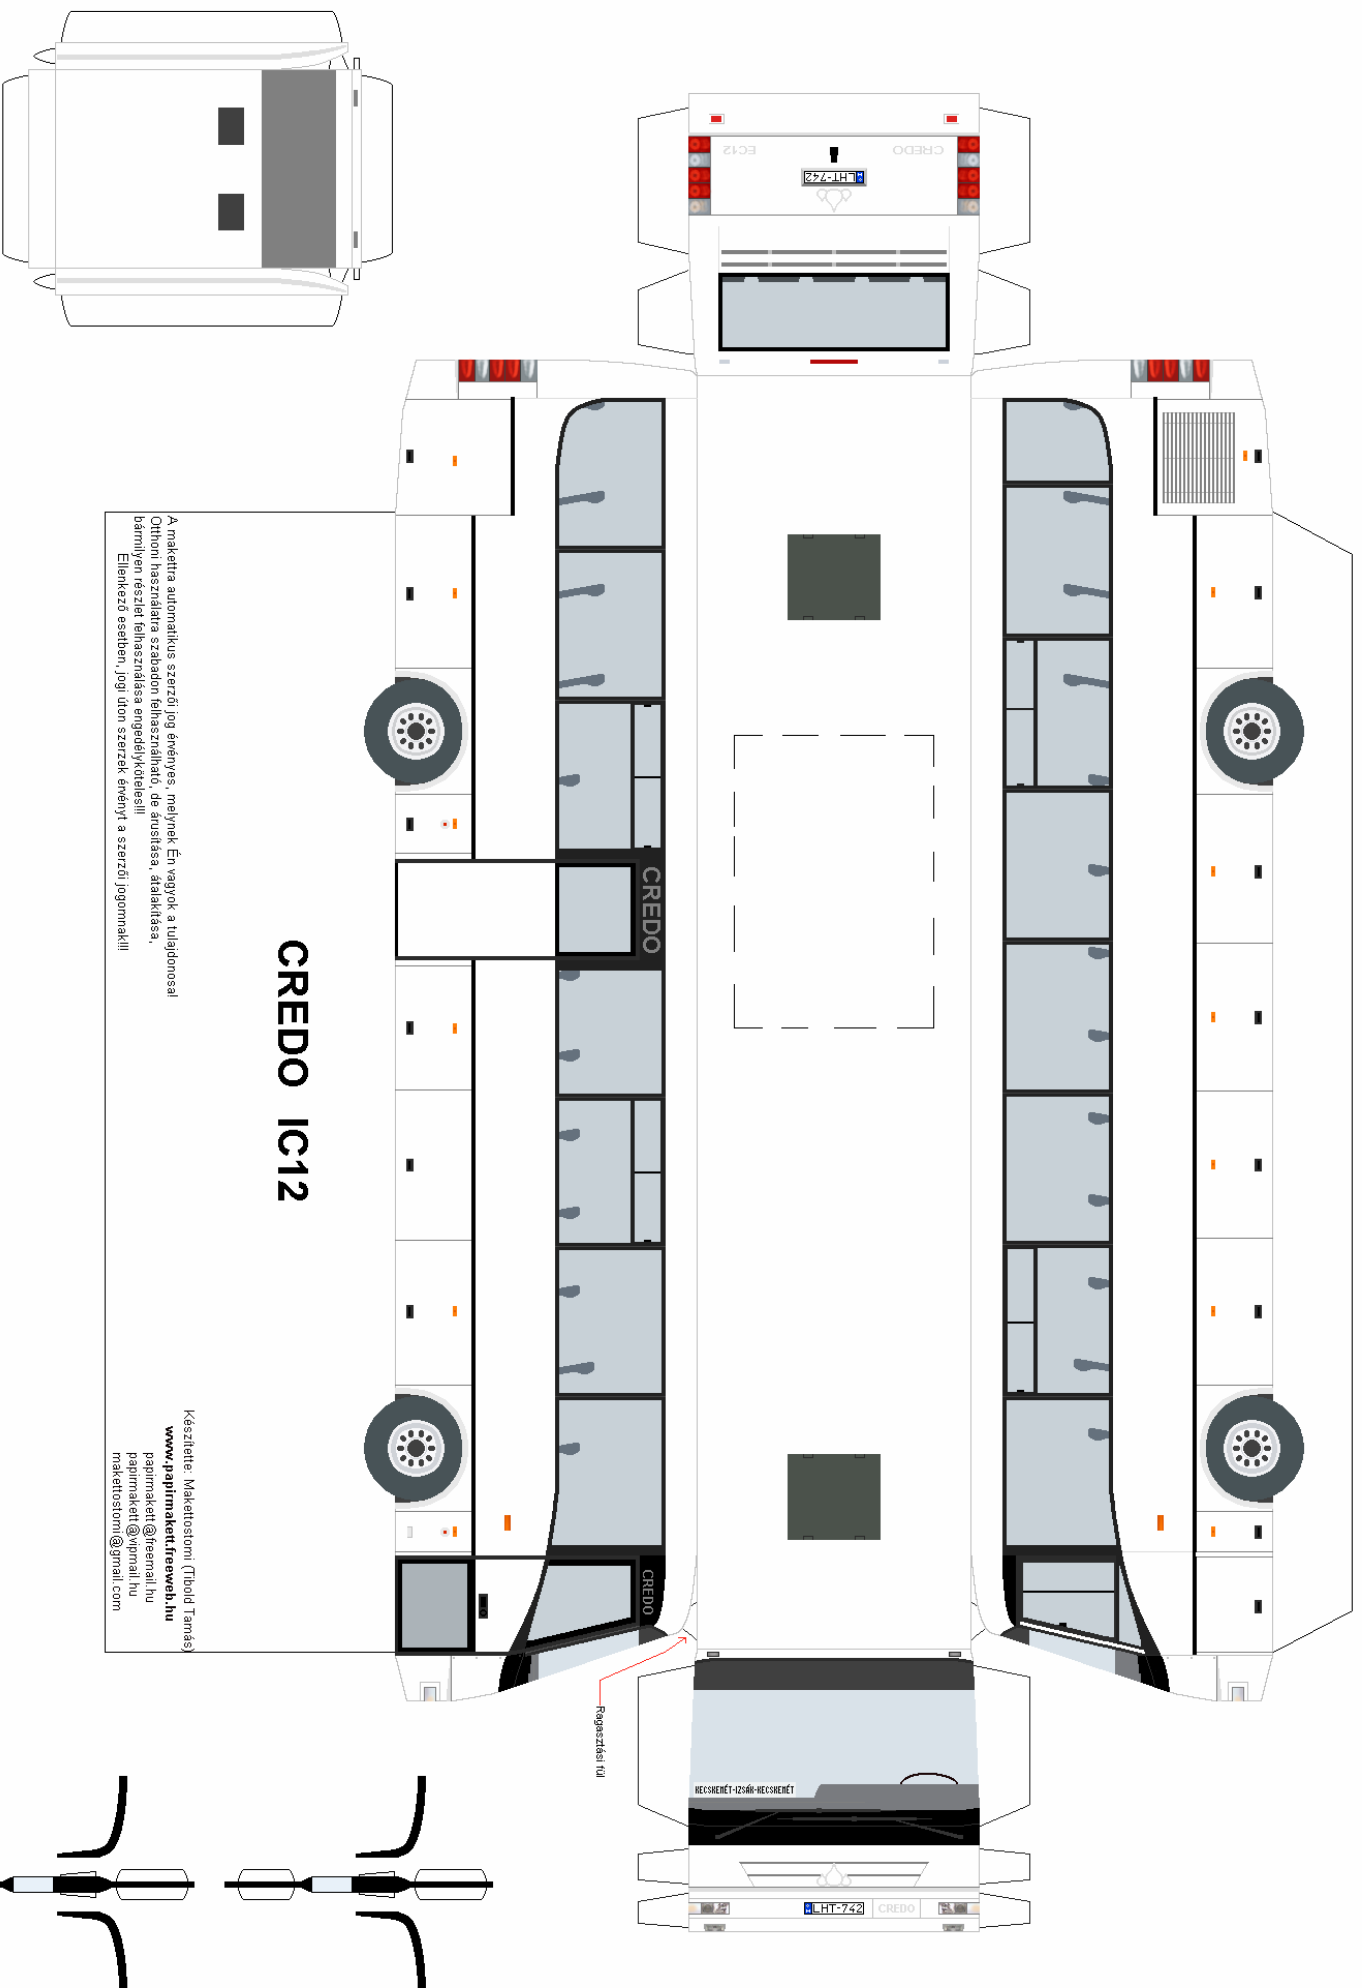 EC12
CREDO
LHT-742
A makettra automatikus szerzői jog érvényes, melynek Én vagyok a tulajdonosa!
Otthoni használatra szabadon felhasználható, de árusítása, átalakítása,
bármilyen részlet felhasználása engedélyköteles!!!
Ellenkező esetben, jogi úton szerzek érvényt a szerzői jogomnak!!!
CREDO
CREDO IC12
Készítette: Makettostomi (Tibold Tamás)
www.papirmakett.freeweb.hu
papirmakett@freemail.hu
papirmakett@vipmail.hu
makettostomi@gmail.com
CREDO
Ragasztási fül
KECSKEMÉT-IZSÁK-KECSKEMÉT
LHT-742
CREDO